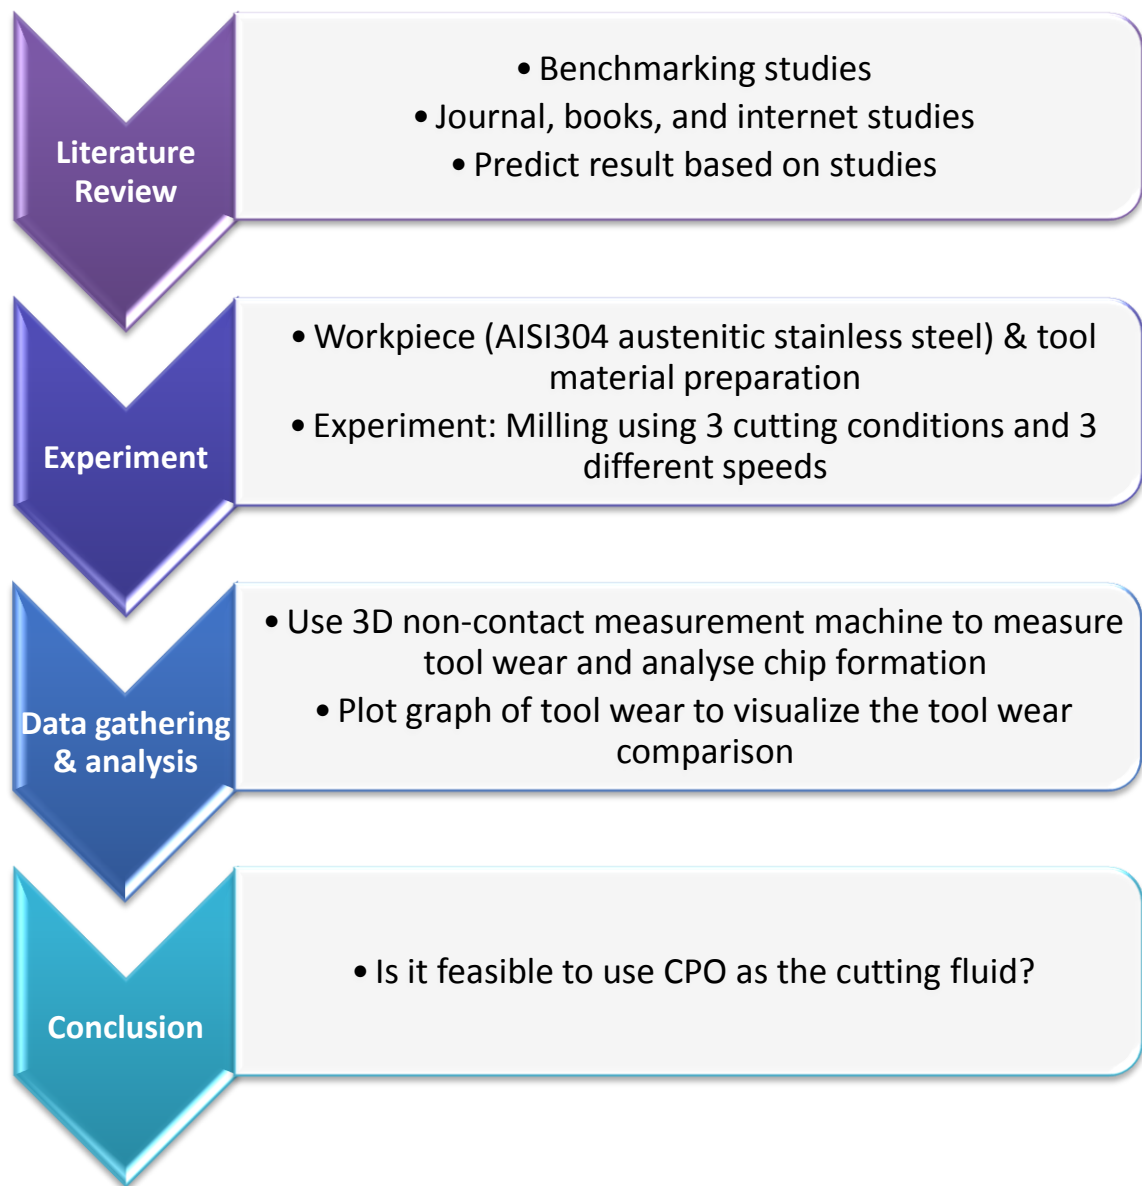 Literature
Review
• Benchmarking studies
• Journal, books, and internet studies
• Predict result based on studies
Experiment
• Workpiece (AISI304 austenitic stainless steel) & tool
material preparation
• Experiment: Milling using 3 cutting conditions and 3
different speeds
Data gathering
& analysis
• Use 3D non-contact measurement machine to measure
tool wear and analyse chip formation
• Plot graph of tool wear to visualize the tool wear
comparison
Conclusion
• Is it feasible to use CPO as the cutting fluid?